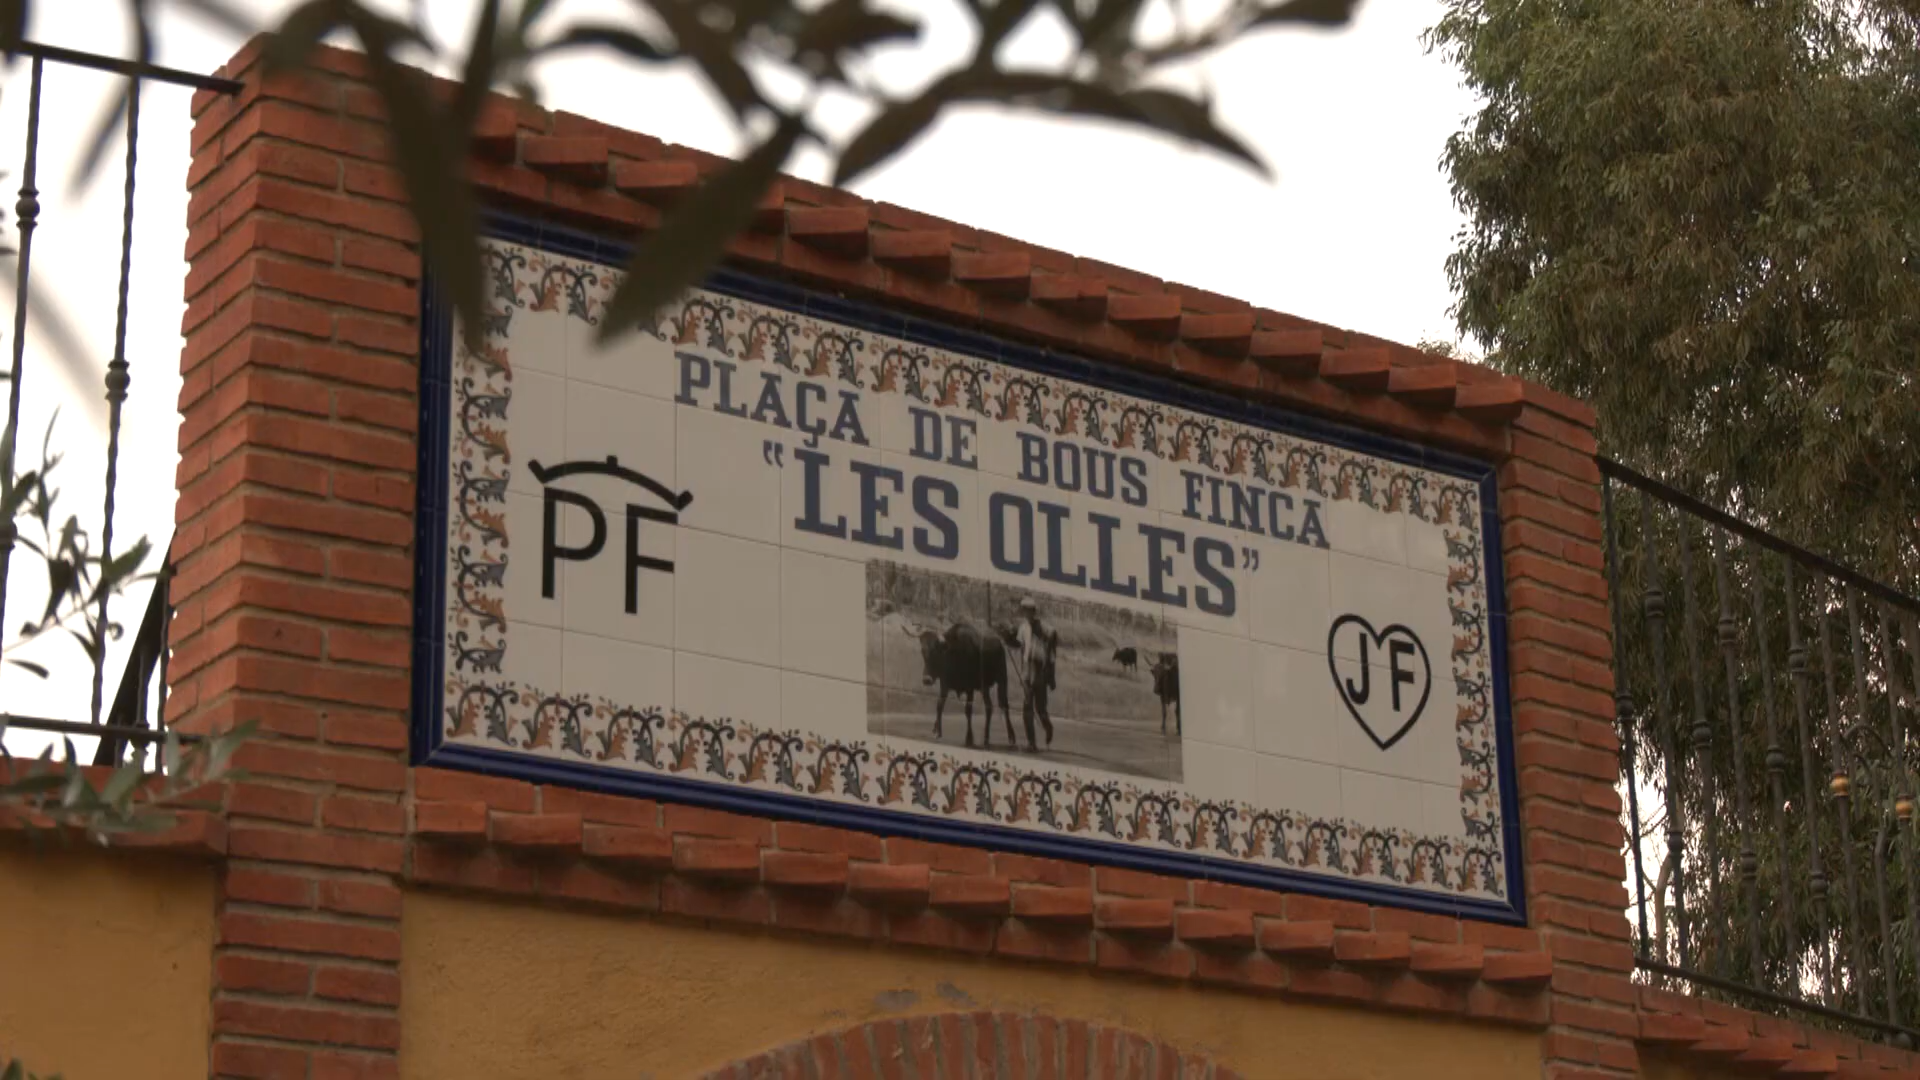 PLAÇA DE BOUS FINCA
“LES OLLES”
PF
JF